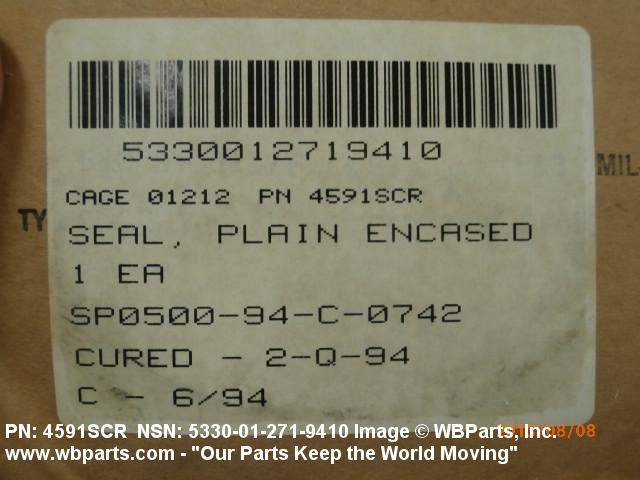 5330012719410
MIL
CAGE 01212 PN 4591SCR
TY
SEAL, PLAIN ENCASED
1 EA
SP0500-94-C-0742
CURED - 2-Q-94
C - 6/94
PN: 4591SCR NSN: 5330-01-271-9410 Image © WBParts, Inc.
www.wbparts.com - "Our Parts Keep the World Moving"